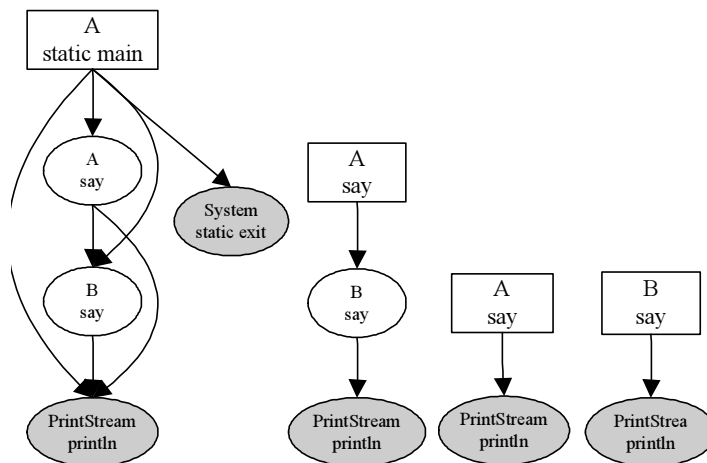 A
static main
A
say
System
static exit
B
say
PrintStream
println
A
say
B
say
PrintStream
println
A
say
PrintStream
println
B
say
PrintStrea
println